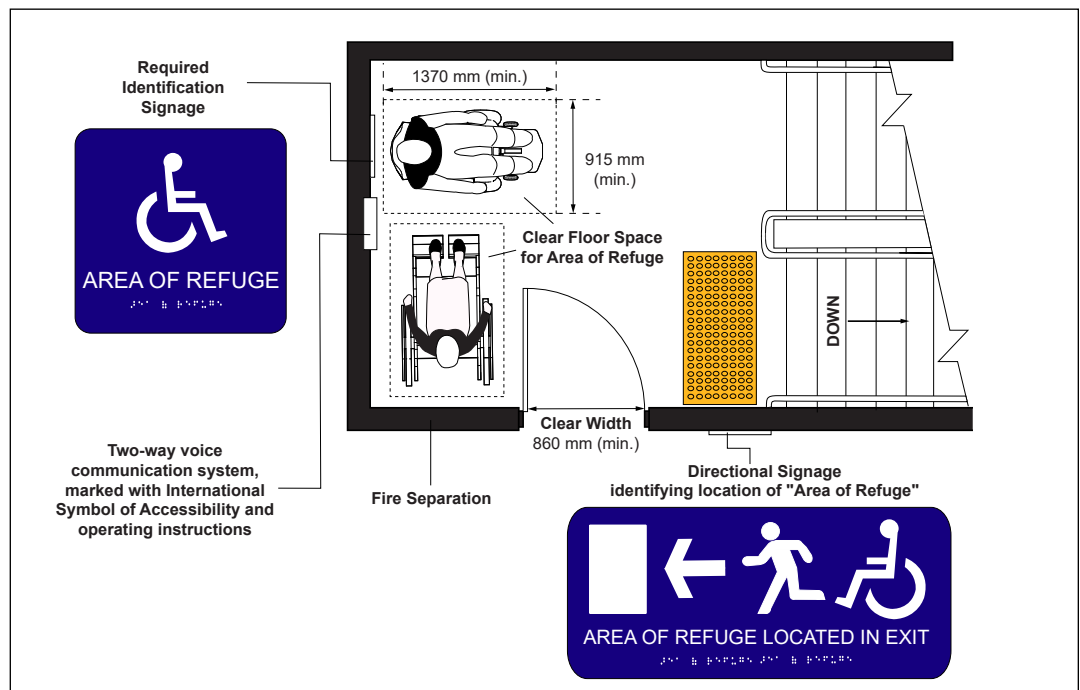 Required
Identification
Signage
AREA OF REFUGE
1370 mm (min.)
915 mm
(min.)
Clear Floor Space
for Area of Refuge
DOWN
Clear Width
860 mm (min.)
Two-way voice
communication system,
marked with International
Symbol of Accessibility and
operating instructions
Fire Separation
Directional Signage
identifying location of "Area of Refuge"
AREA OF REFUGE LOCATED IN EXIT